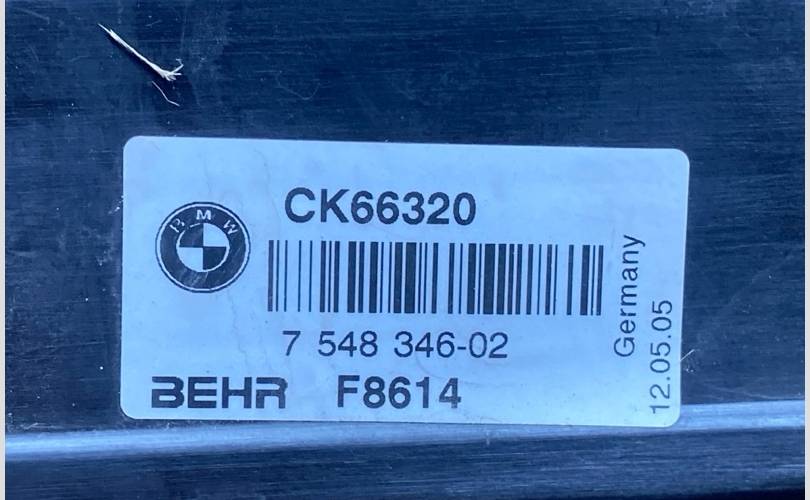 CK66320
BMW
7 548 346-02
BEHR F8614
Germany
12.05.05